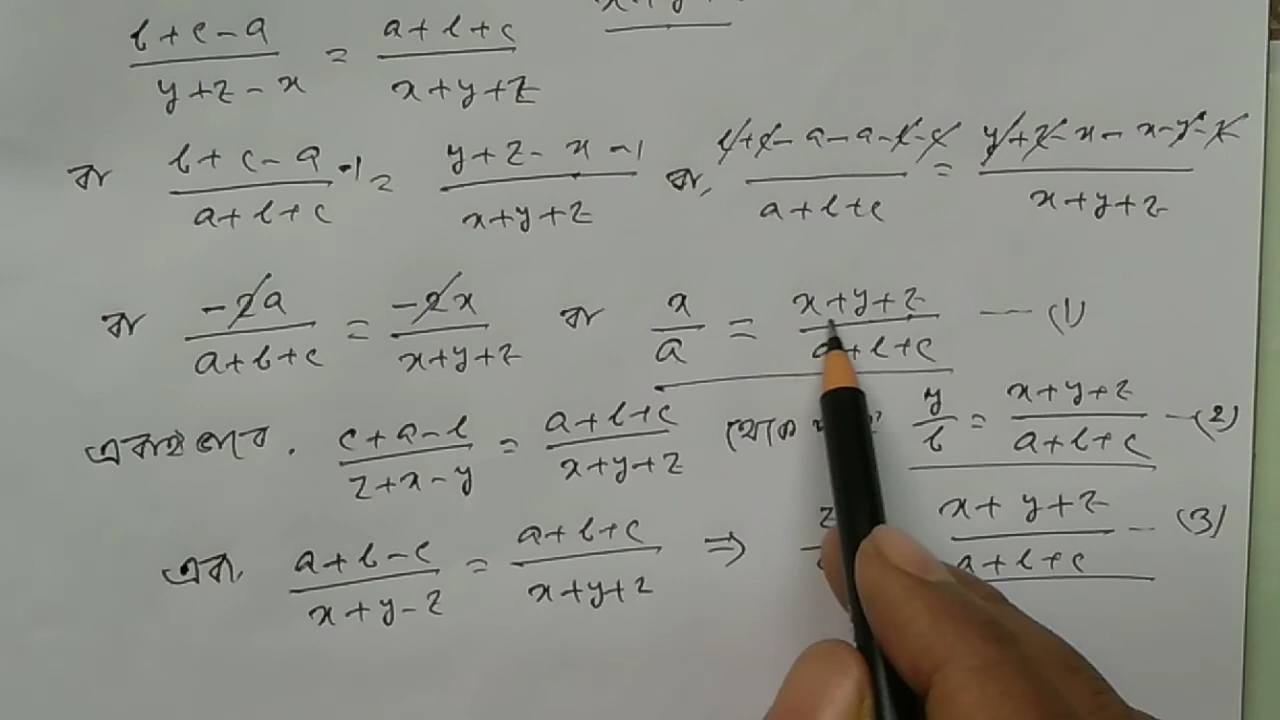 (b+c-a)/(y+z-x) = (a+b+c)/(x+y+z)
বা (b+c-a)/(a+b+c) -1 = (y+z-x-1)/(x+y+z) বা, (b+c-a-a-b-c)/(a+b+c) = (y+z-x-x-y-z)/(x+y+z)
বা (-2a)/(a+b+c) = (-2x)/(x+y+z) বা x/a = (x+y+z)/(a+b+c) — (1)
একইভাবে. (c+a-b)/(z+x-y) = (a+b+c)/(x+y+z) থেকে y/b = (x+y+z)/(a+b+c) — (2)
এবং (a+b-c)/(x+y-z) = (a+b+c)/(x+y+z) ⇒ (x+y+z)/(a+b+c) — (3)